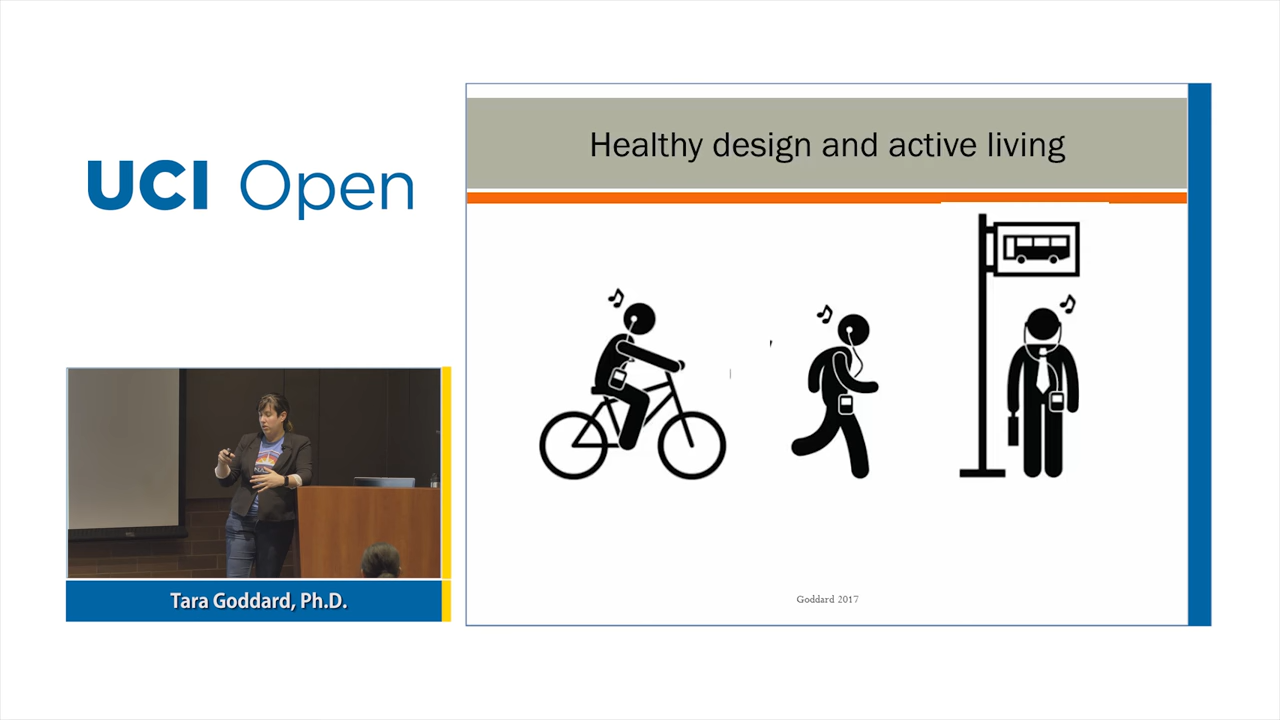 UCI Open
Healthy design and active living
Tara Goddard, Ph.D.
Goddard 2017